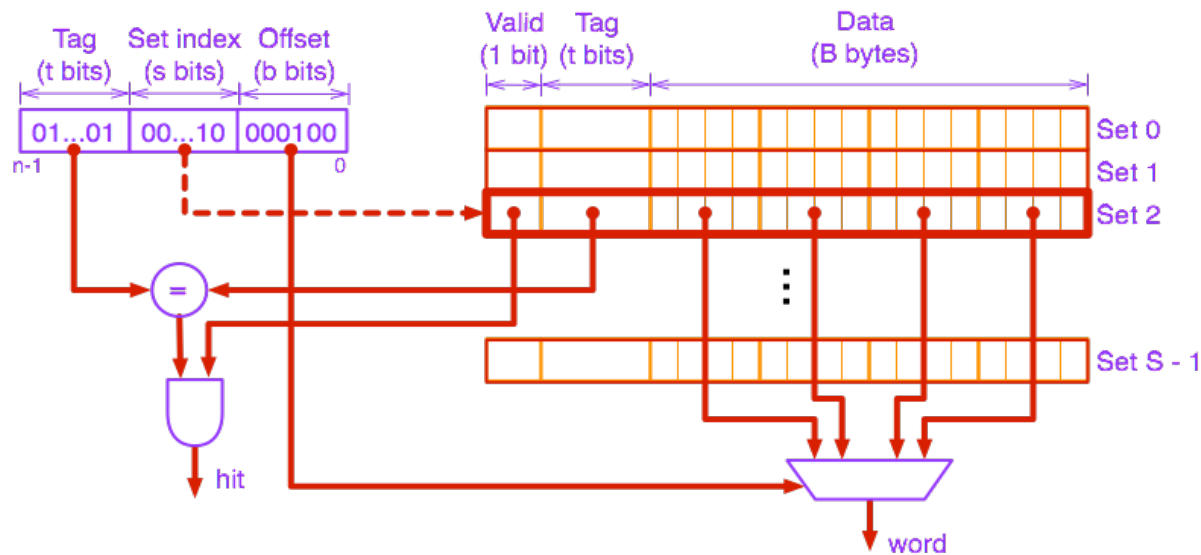 Tag Set index Offset
(t bits) (s bits) (b bits)
01...01 00...10 000100
n-1 0
Valid Tag Data
(1 bit) (t bits) (B bytes)
Set 0
Set 1
Set 2
=
⋮
Set S - 1
hit
word